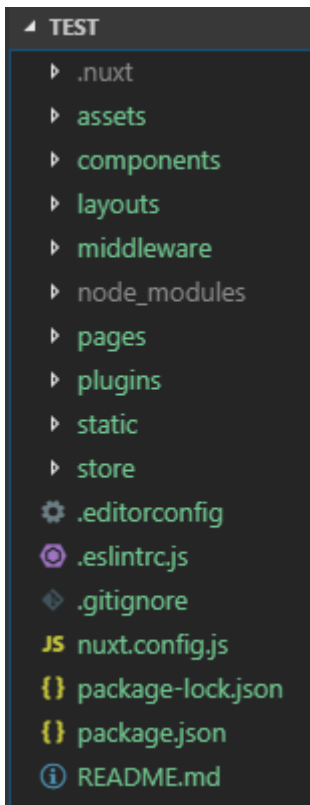 TEST
.nuxt
assets
components
layouts
middleware
node_modules
pages
plugins
static
store
.editorconfig
.eslintrc.js
.gitignore
JS nuxt.config.js
{} package-lock.json
{} package.json
README.md